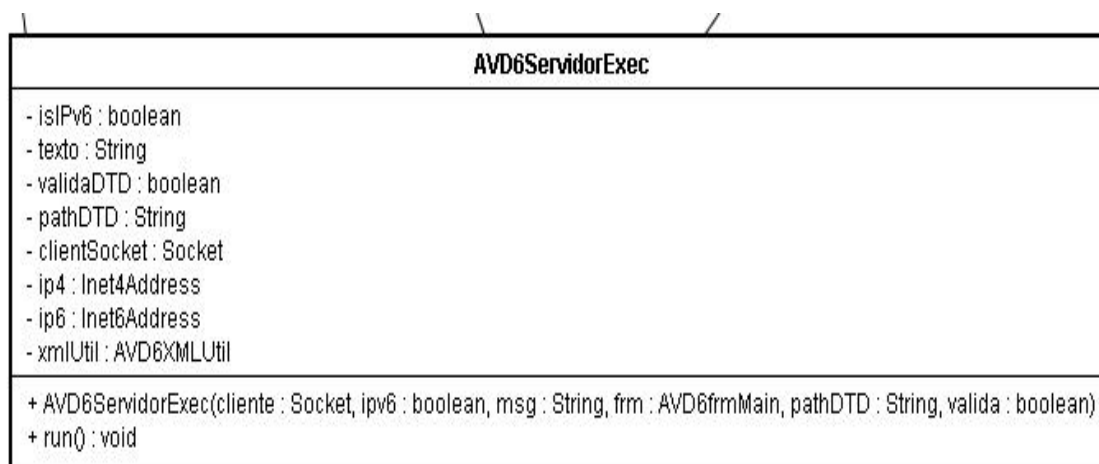 AVD6ServidorExec
- isIPv6 : boolean
- texto : String
- validaDTD : boolean
- pathDTD : String
- clientSocket : Socket
- ip4 : Inet4Address
- ip6 : Inet6Address
- xmlUtil : AVD6XMLUtil
+ AVD6ServidorExec(cliente : Socket, ipv6 : boolean, msg : String, frm : AVD6frmMain, pathDTD : String, valida : boolean)
+ run() : void